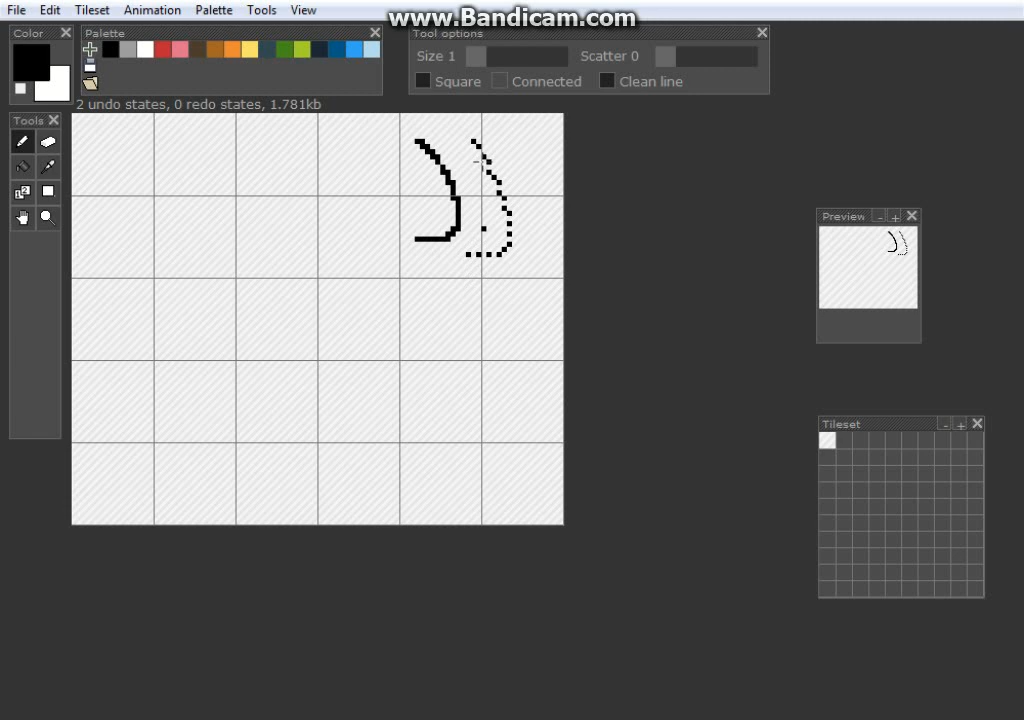 File Edit Tileset Animation Palette Tools View
www.Bandicam.com
Color
Palette
Tool options
Size 1
Scatter 0
Square
Connected
Clean line
2 undo states, 0 redo states, 1.781kb
Tools
Preview - +
Tileset - +